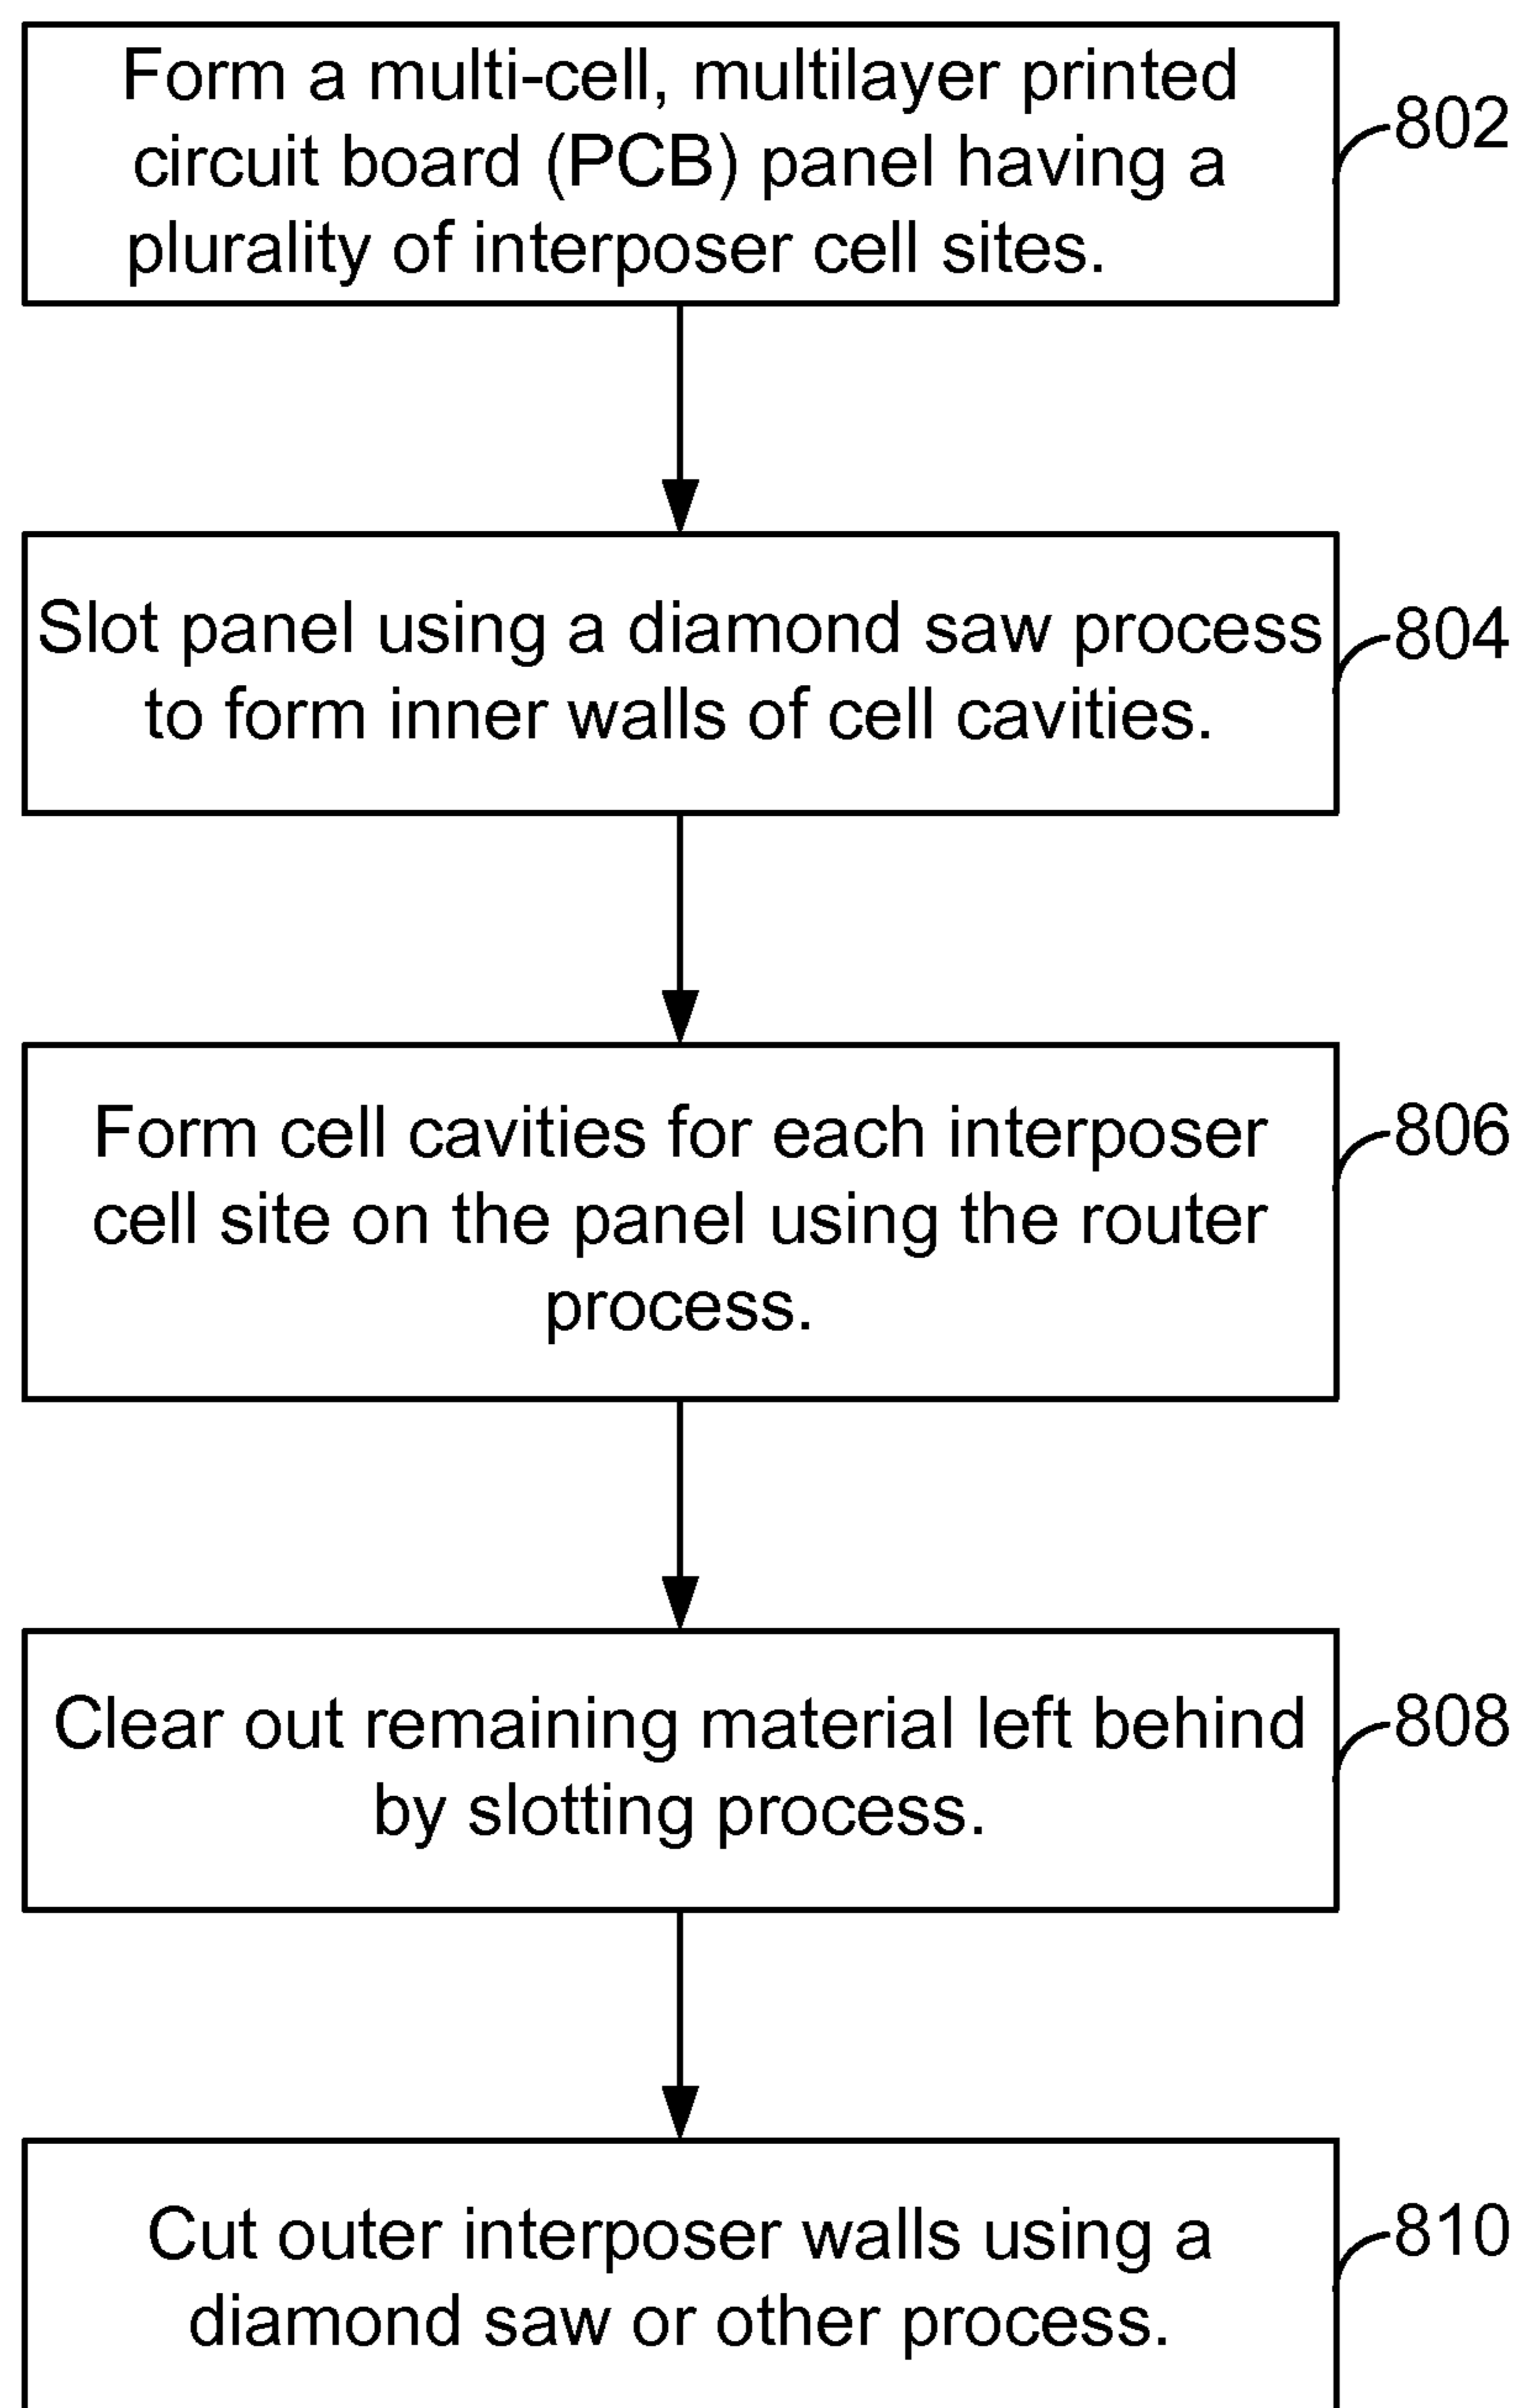 Form a multi-cell, multilayer printed
circuit board (PCB) panel having a
plurality of interposer cell sites.
802
Slot panel using a diamond saw process
to form inner walls of cell cavities.
804
Form cell cavities for each interposer
cell site on the panel using the router
process.
806
Clear out remaining material left behind
by slotting process.
808
Cut outer interposer walls using a
diamond saw or other process.
810